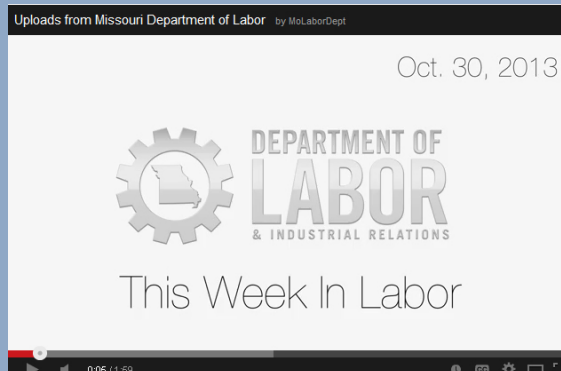 Uploads from Missouri Department of Labor by MoLaborDept
Oct. 30, 2013
DEPARTMENT OF
LABOR
& INDUSTRIAL RELATIONS
This Week In Labor
0:05 / 1:59
CC